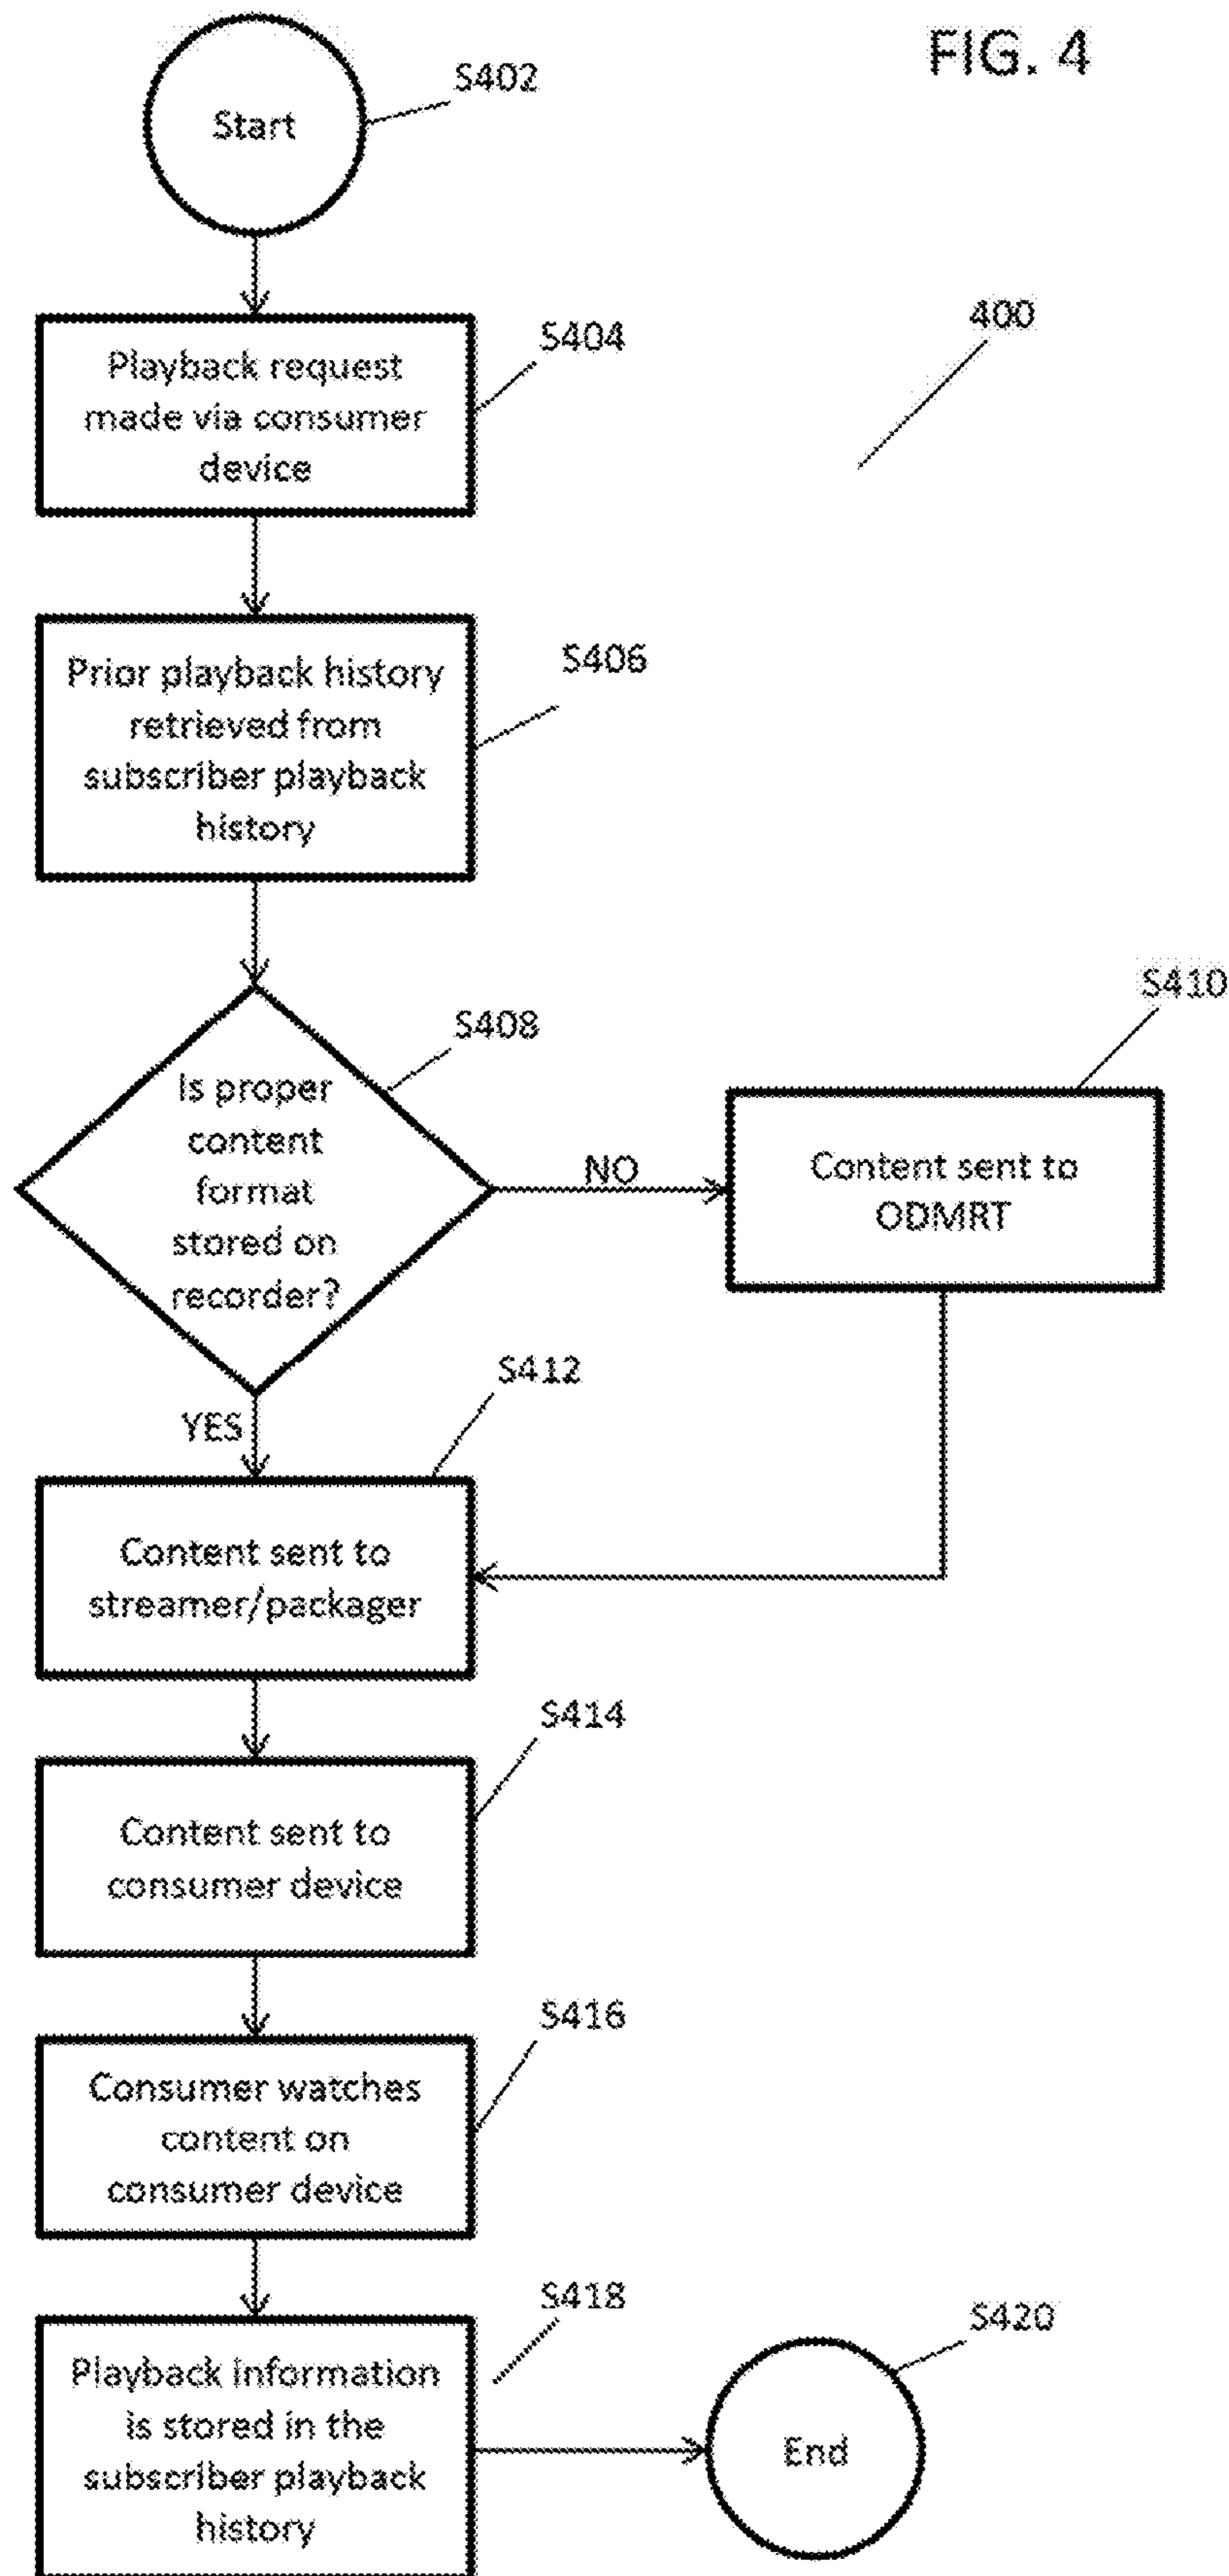 FIG. 4
S402
Start
400
S404
Playback request
made via consumer
device
S406
Prior playback history
retrieved from
subscriber playback
history
S408
Is proper
content
format
stored on
recorder?
NO
S410
Content sent to
ODMRT
YES
S412
Content sent to
streamer/packager
S414
Content sent to
consumer device
S416
Consumer watches
content on
consumer device
S418
Playback information
is stored in the
subscriber playback
history
S420
End